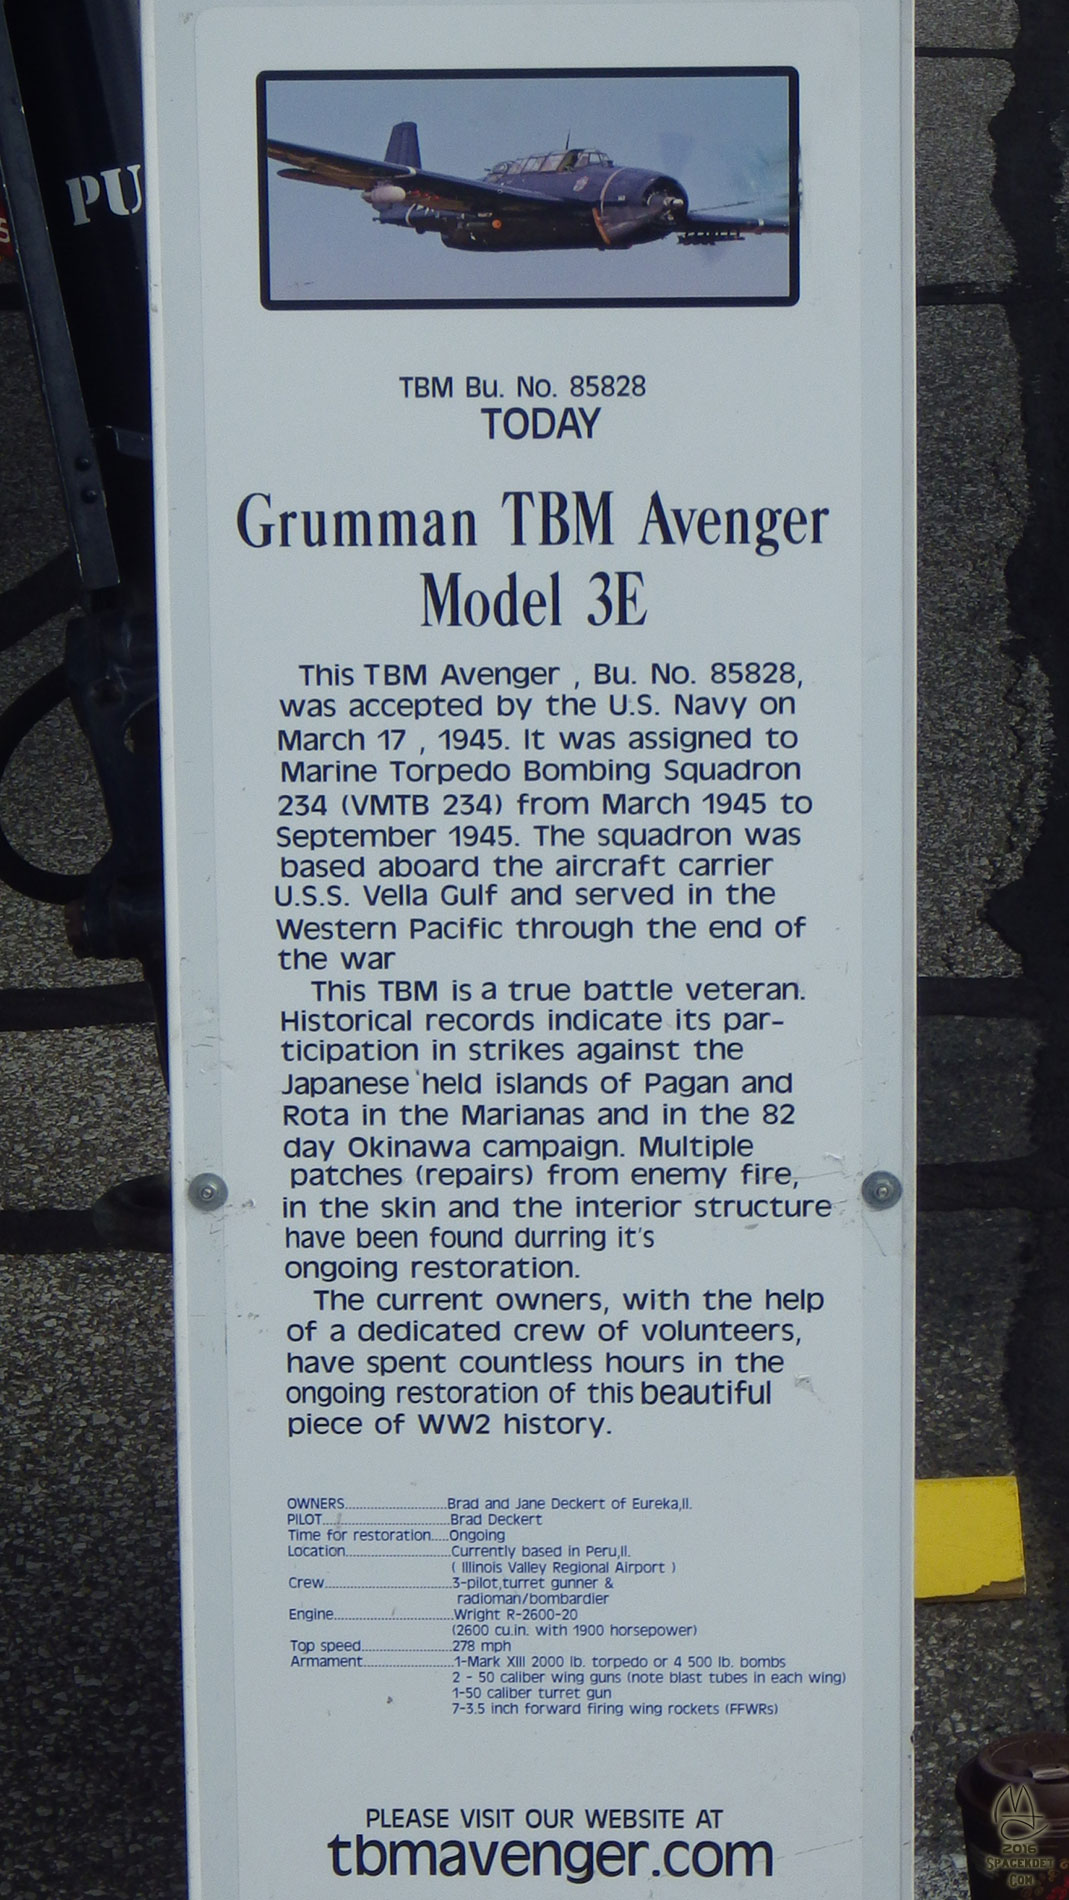 PU
S
TBM Bu. No. 85828
TODAY
Grumman TBM Avenger
Model 3E
This TBM Avenger , Bu. No. 85828,
was accepted by the U.S. Navy on
March 17 , 1945. It was assigned to
Marine Torpedo Bombing Squadron
234 (VMTB 234) from March 1945 to
September 1945. The squadron was
based aboard the aircraft carrier
U.S.S. Vella Gulf and served in the
Western Pacific through the end of
the war
This TBM is a true battle veteran.
Historical records indicate its par-
ticipation in strikes against the
Japanese held islands of Pagan and
Rota in the Marianas and in the 82
day Okinawa campaign. Multiple
patches (repairs) from enemy fire,
in the skin and the interior structure
have been found durring it's
ongoing restoration.
The current owners, with the help
of a dedicated crew of volunteers,
have spent countless hours in the
ongoing restoration of this beautiful
piece of WW2 history.
OWNERS..........................Brad and Jane Deckert of Eureka,Il.
PILOT................................Brad Deckert
Time for restoration.....Ongoing
Location...........................Currently based in Peru,Il.
( Illinois Valley Regional Airport )
Crew................................3-pilot,turret gunner &
radioman/bombardier
Engine..............................Wright R-2600-20
(2600 cu.in. with 1900 horsepower)
Top speed.......................278 mph
Armament.......................1-Mark XIII 2000 lb. torpedo or 4 500 lb. bombs
2 - 50 caliber wing guns (note blast tubes in each wing)
1-50 caliber turret gun
7-3.5 inch forward firing wing rockets (FFWRs)
PLEASE VISIT OUR WEBSITE AT
tbmavenger.com
2016
SPACEKDET
.COM